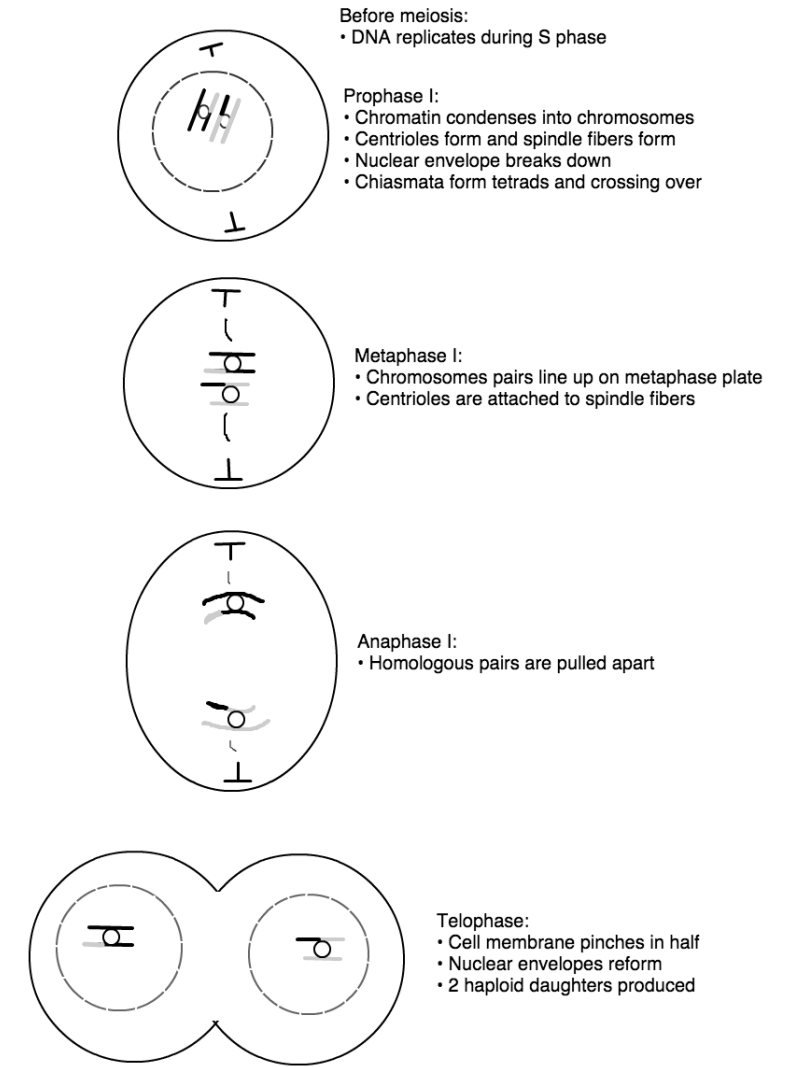 Before meiosis:
• DNA replicates during S phase
Prophase I:
• Chromatin condenses into chromosomes
• Centrioles form and spindle fibers form
• Nuclear envelope breaks down
• Chiasmata form tetrads and crossing over
Metaphase I:
• Chromosomes pairs line up on metaphase plate
• Centrioles are attached to spindle fibers
Anaphase I:
• Homologous pairs are pulled apart
Telophase:
• Cell membrane pinches in half
• Nuclear envelopes reform
• 2 haploid daughters produced